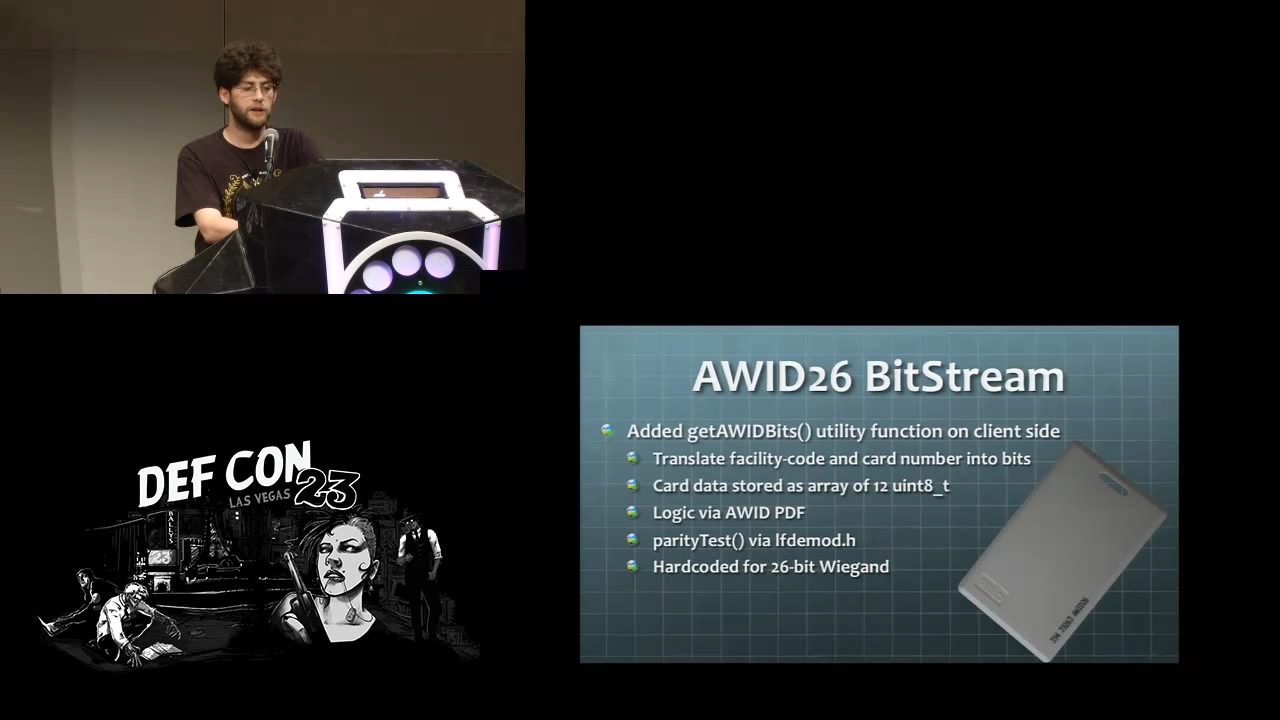 AWID26 BitStream
Added getAWIDBits() utility function on client side
Translate facility-code and card number into bits
Card data stored as array of 12 uint8_t
Logic via AWID PDF
parityTest() via lfdemod.h
Hardcoded for 26-bit Wiegand
DEF CON
LAS VEGAS 23
BALLYS
23